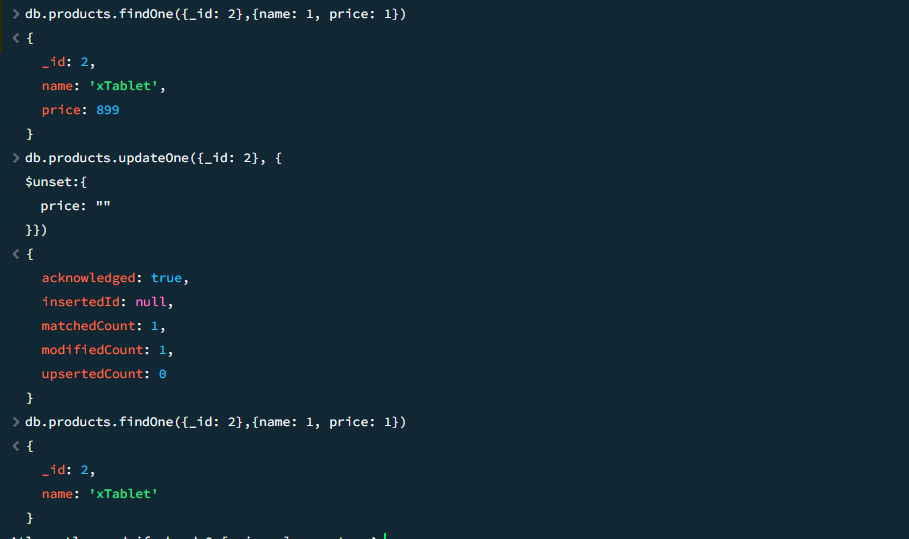 > db.products.findOne({_id: 2},{name: 1, price: 1})
< {
_id: 2,
name: 'xTablet',
price: 899
}
> db.products.updateOne({_id: 2}, {
$unset:{
price: ""
}})
< {
acknowledged: true,
insertedId: null,
matchedCount: 1,
modifiedCount: 1,
upsertedCount: 0
}
> db.products.findOne({_id: 2},{name: 1, price: 1})
< {
_id: 2,
name: 'xTablet'
}